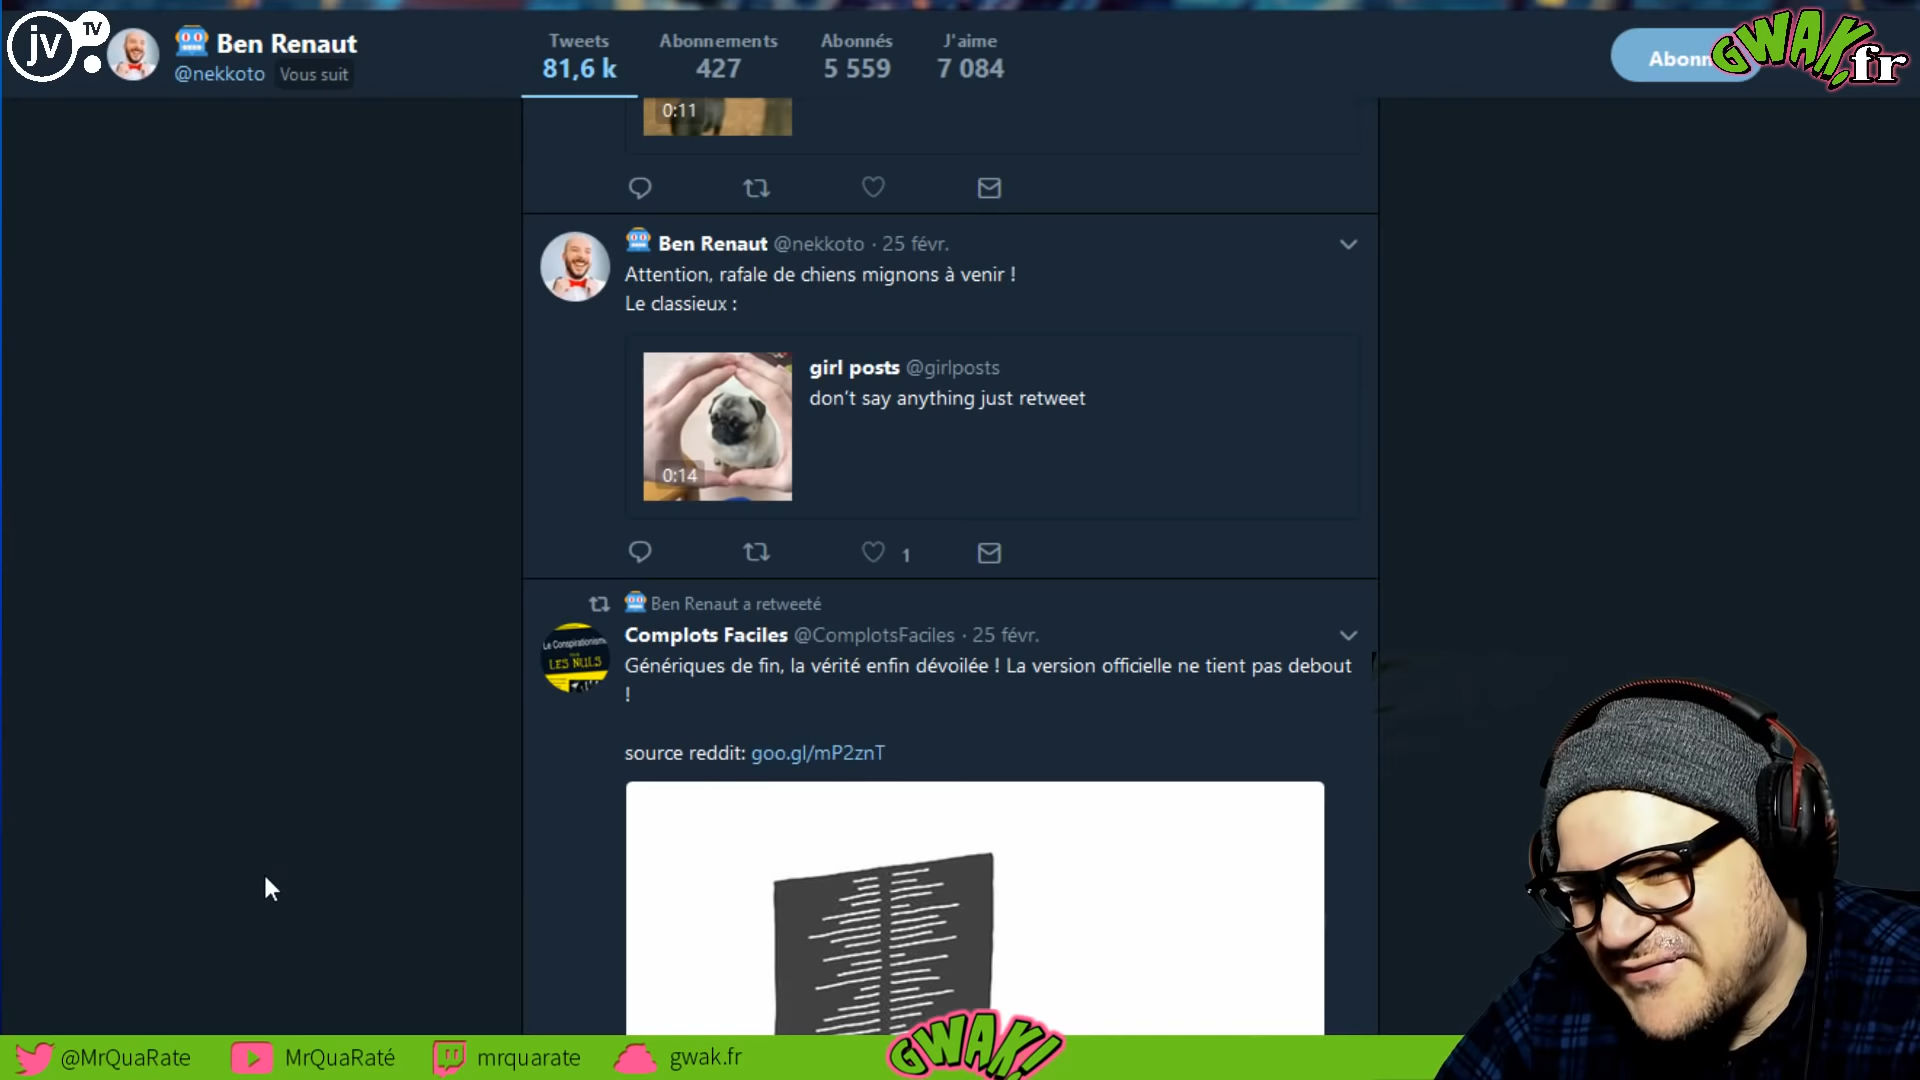 jv TV
Ben Renaut
@nekkoto Vous suit
Tweets
81,6 k
Abonnements
427
Abonnés
5 559
J'aime
7 084
Abonn
GWAK.fr
0:11
Ben Renaut @nekkoto · 25 févr.
Attention, rafale de chiens mignons à venir !
Le classieux :
girl posts @girlposts
don't say anything just retweet
0:14
1
Ben Renaut a retweeté
Complots Faciles @ComplotsFaciles · 25 févr.
Le Conspirationnism
LES NULS
Génériques de fin, la vérité enfin dévoilée ! La version officielle ne tient pas debout
!
source reddit: goo.gl/mP2znT
@MrQuaRate
MrQuaRaté
mrquarate
gwak.fr
GWAK!